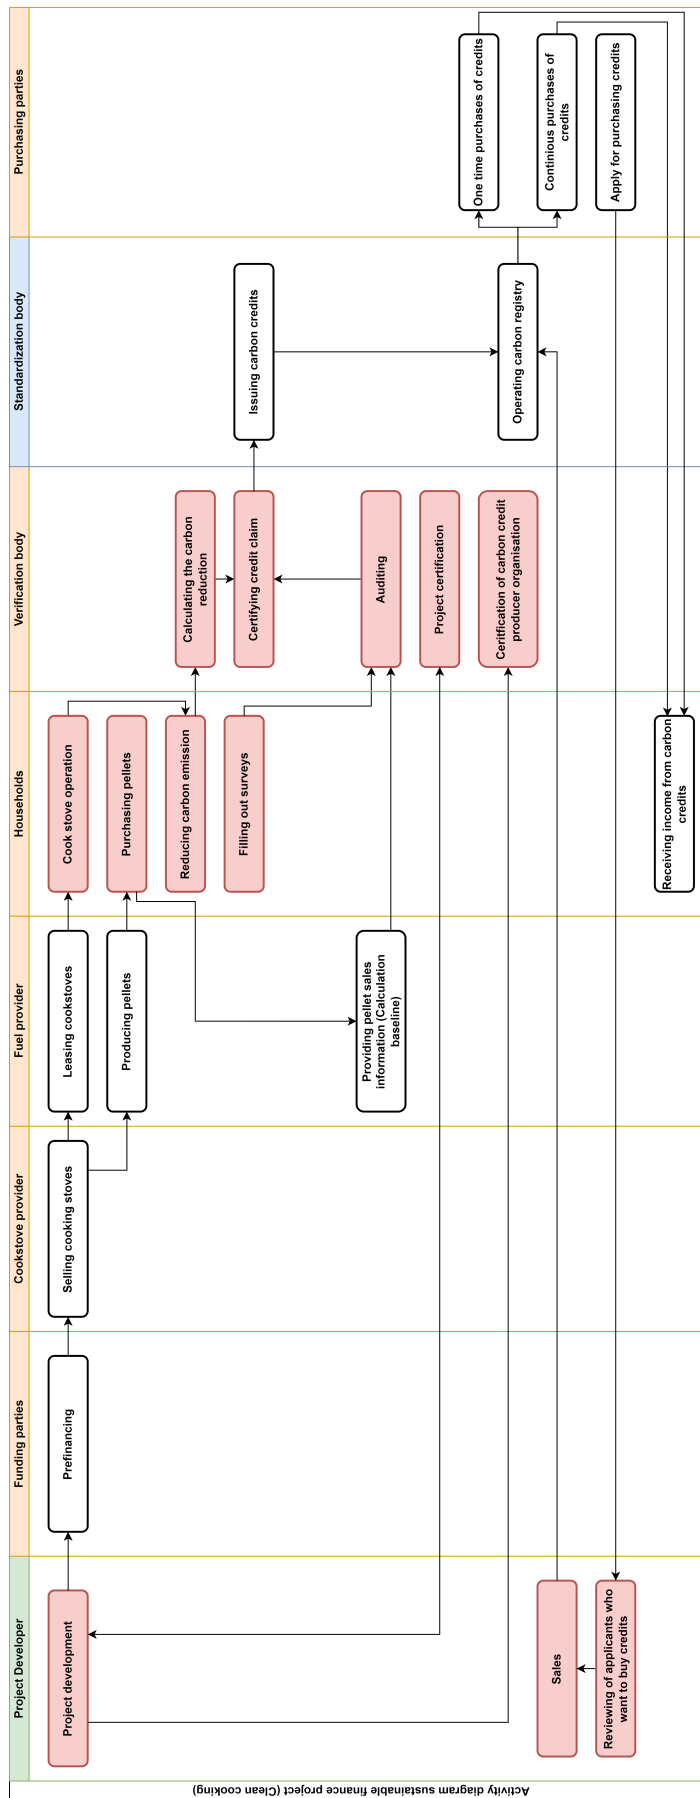 Activity diagram sustainable finance project (Clean cooking)
Project Developer
Funding parties
Cookstove provider
Fuel provider
Households
Verification body
Standardization body
Purchasing parties
Project development
Prefinancing
Selling cooking stoves
Leasing cookstoves
Cook stove operation
Producing pellets
Purchasing pellets
Reducing carbon emission
Calculating the carbon
reduction
Filling out surveys
Certifying credit claim
Issuing carbon credits
Providing pellet sales
information (Calculation
baseline)
Auditing
Project certification
Ceritfication of carbon credit
producer organisation
Operating carbon registry
One time purchases of credits
Sales
Continious purchases of
credits
Reviewing of applicants who
want to buy credits
Apply for purchasing credits
Receiving income from carbon
credits